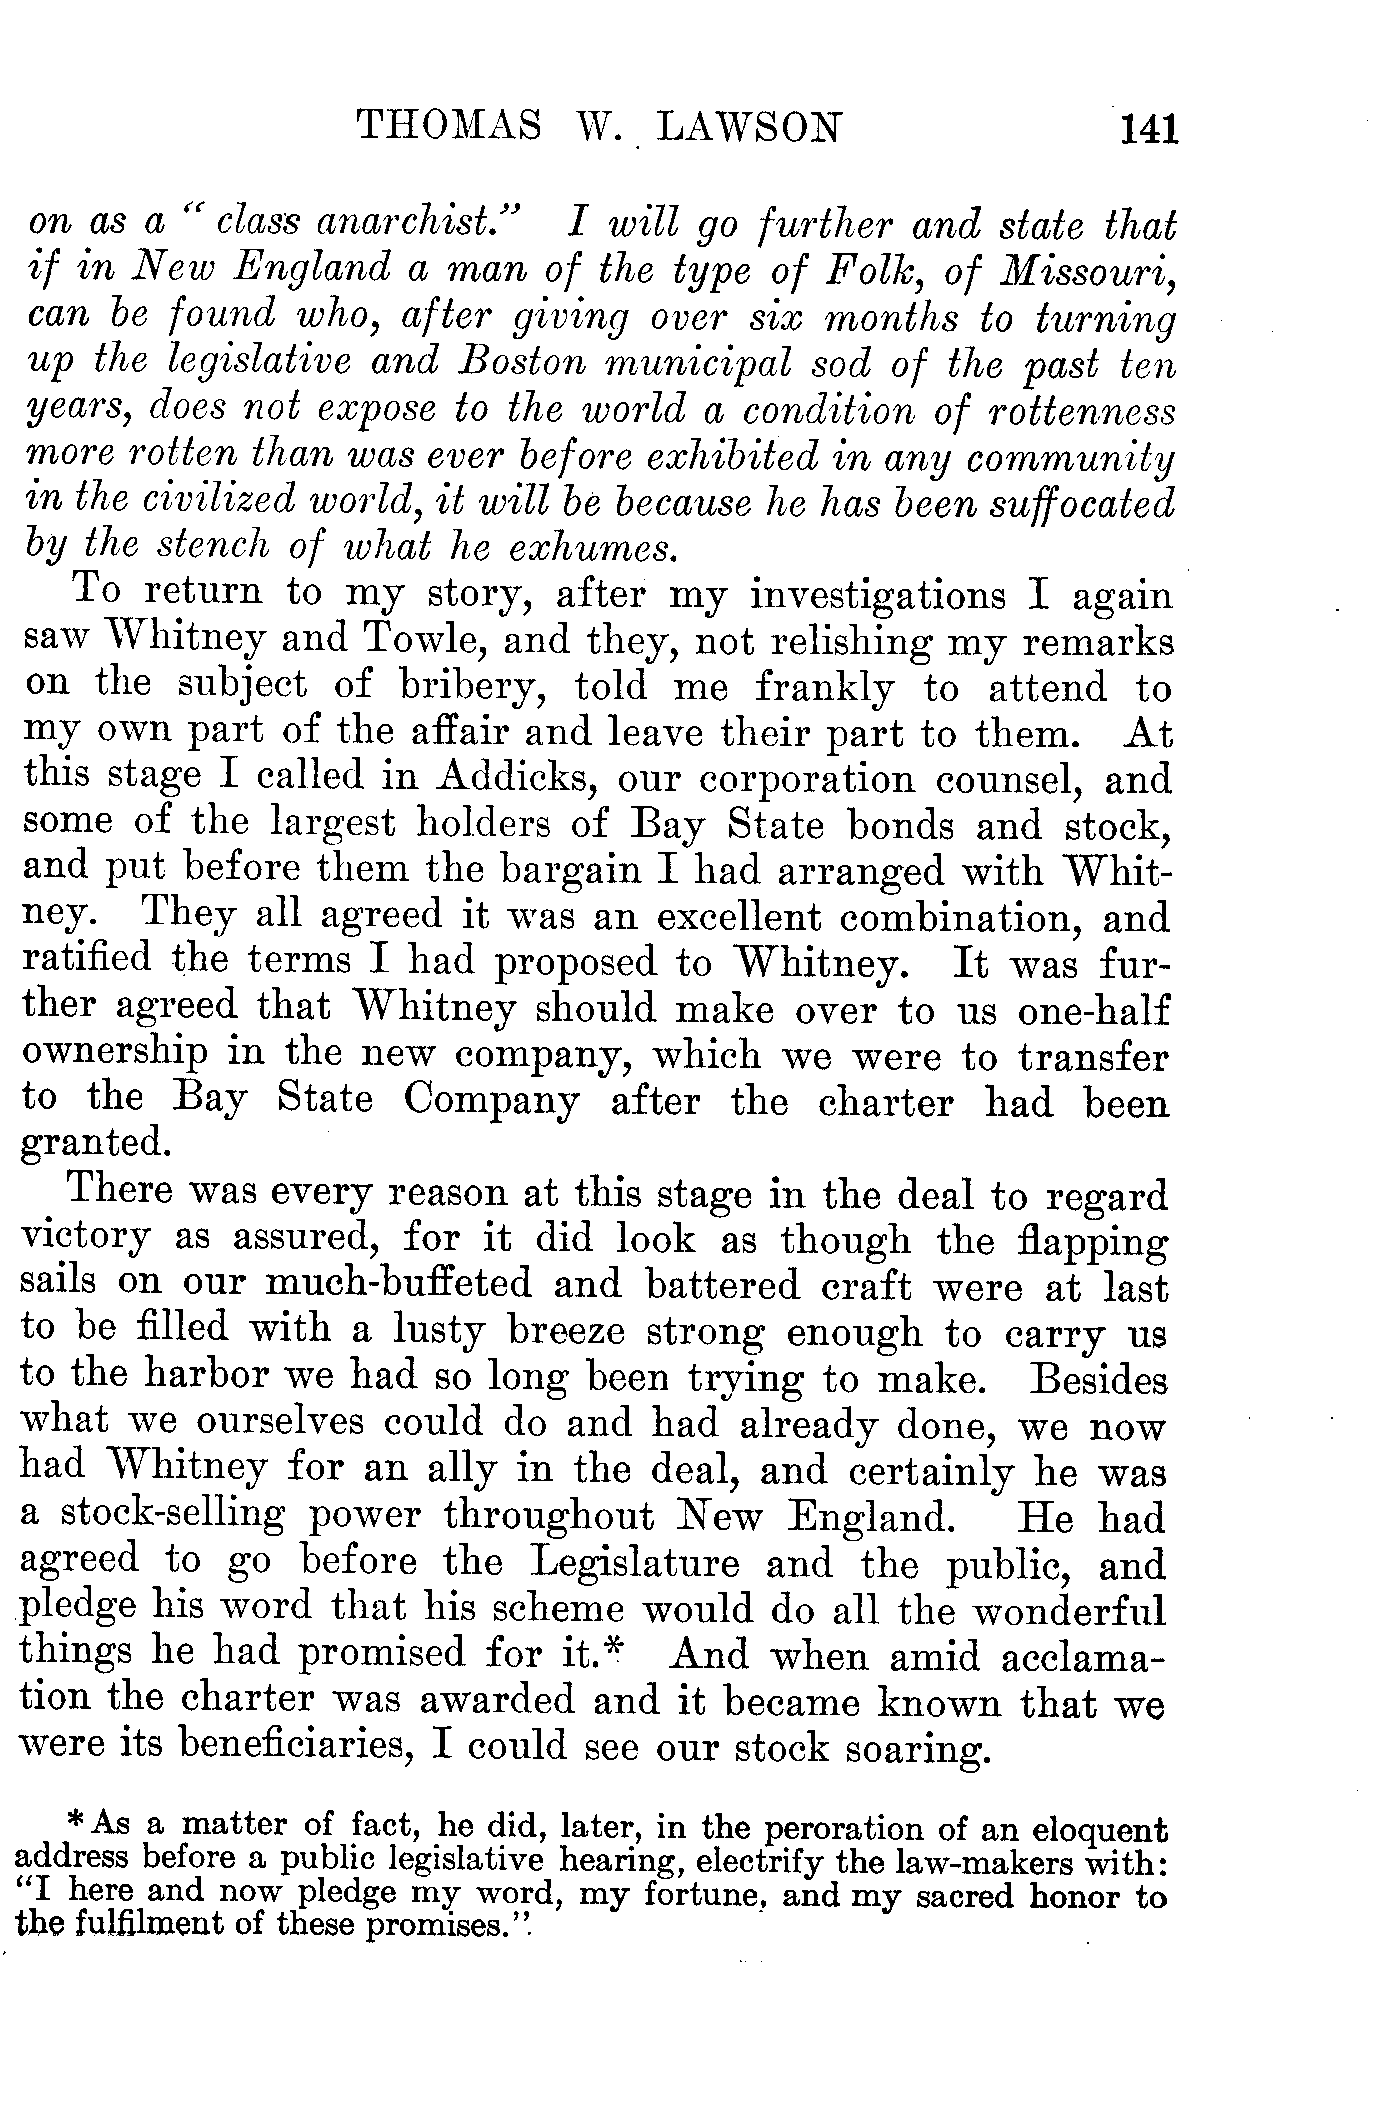 THOMAS W. LAWSON 141
on as a " class anarchist." I will go further and state that
if in New England a man of the type of Folk, of Missouri,
can be found who, after giving over six months to turning
up the legislative and Boston municipal sod of the past ten
years, does not expose to the world a condition of rottenness
more rotten than was ever before exhibited in any community
in the civilized world, it will be because he has been suffocated
by the stench of what he exhumes.
To return to my story, after my investigations I again
saw Whitney and Towle, and they, not relishing my remarks
on the subject of bribery, told me frankly to attend to
my own part of the affair and leave their part to them. At
this stage I called in Addicks, our corporation counsel, and
some of the largest holders of Bay State bonds and stock,
and put before them the bargain I had arranged with Whit-
ney. They all agreed it was an excellent combination, and
ratified the terms I had proposed to Whitney. It was fur-
ther agreed that Whitney should make over to us one-half
ownership in the new company, which we were to transfer
to the Bay State Company after the charter had been
granted.
There was every reason at this stage in the deal to regard
victory as assured, for it did look as though the flapping
sails on our much-buffeted and battered craft were at last
to be filled with a lusty breeze strong enough to carry us
to the harbor we had so long been trying to make. Besides
what we ourselves could do and had already done, we now
had Whitney for an ally in the deal, and certainly he was
a stock-selling power throughout New England. He had
agreed to go before the Legislature and the public, and
pledge his word that his scheme would do all the wonderful
things he had promised for it.* And when amid acclama-
tion the charter was awarded and it became known that we
were its beneficiaries, I could see our stock soaring.
* As a matter of fact, he did, later, in the peroration of an eloquent
address before a public legislative hearing, electrify the law-makers with:
"I here and now pledge my word, my fortune, and my sacred honor to
the fulfilment of these promises."